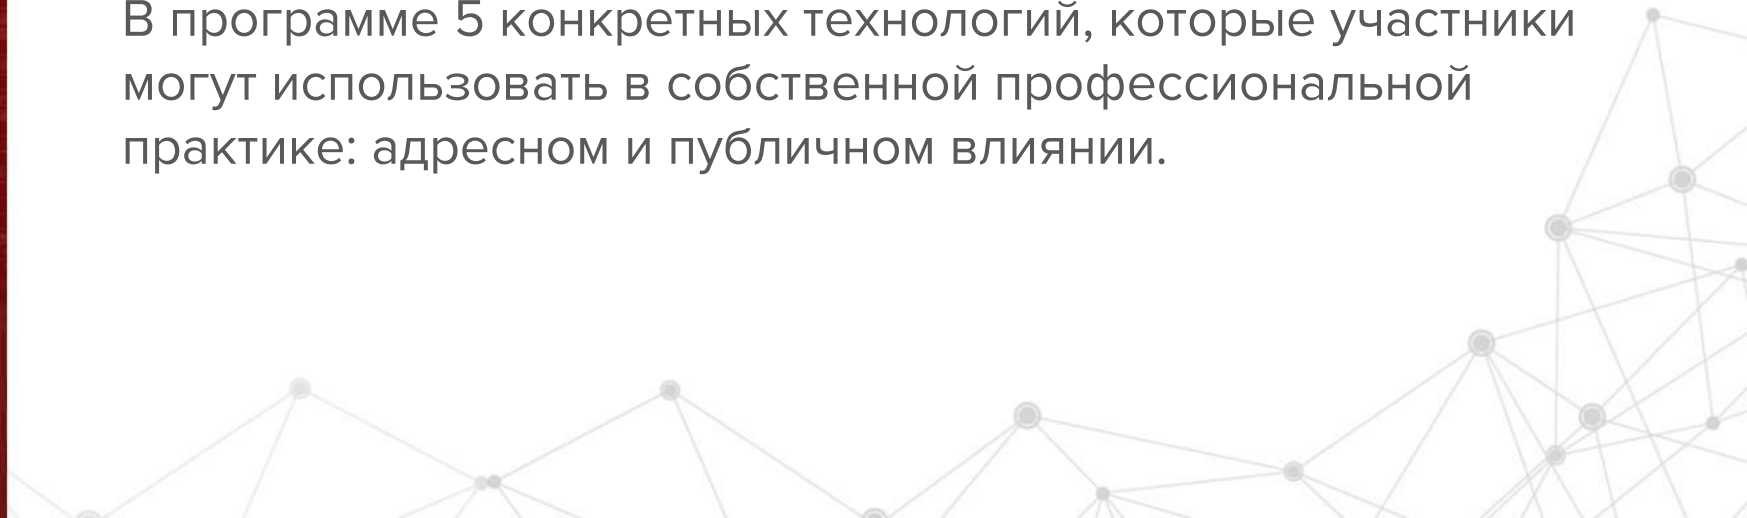 В программе 5 конкретных технологий, которые участники
могут использовать в собственной профессиональной
практике: адресном и публичном влиянии.